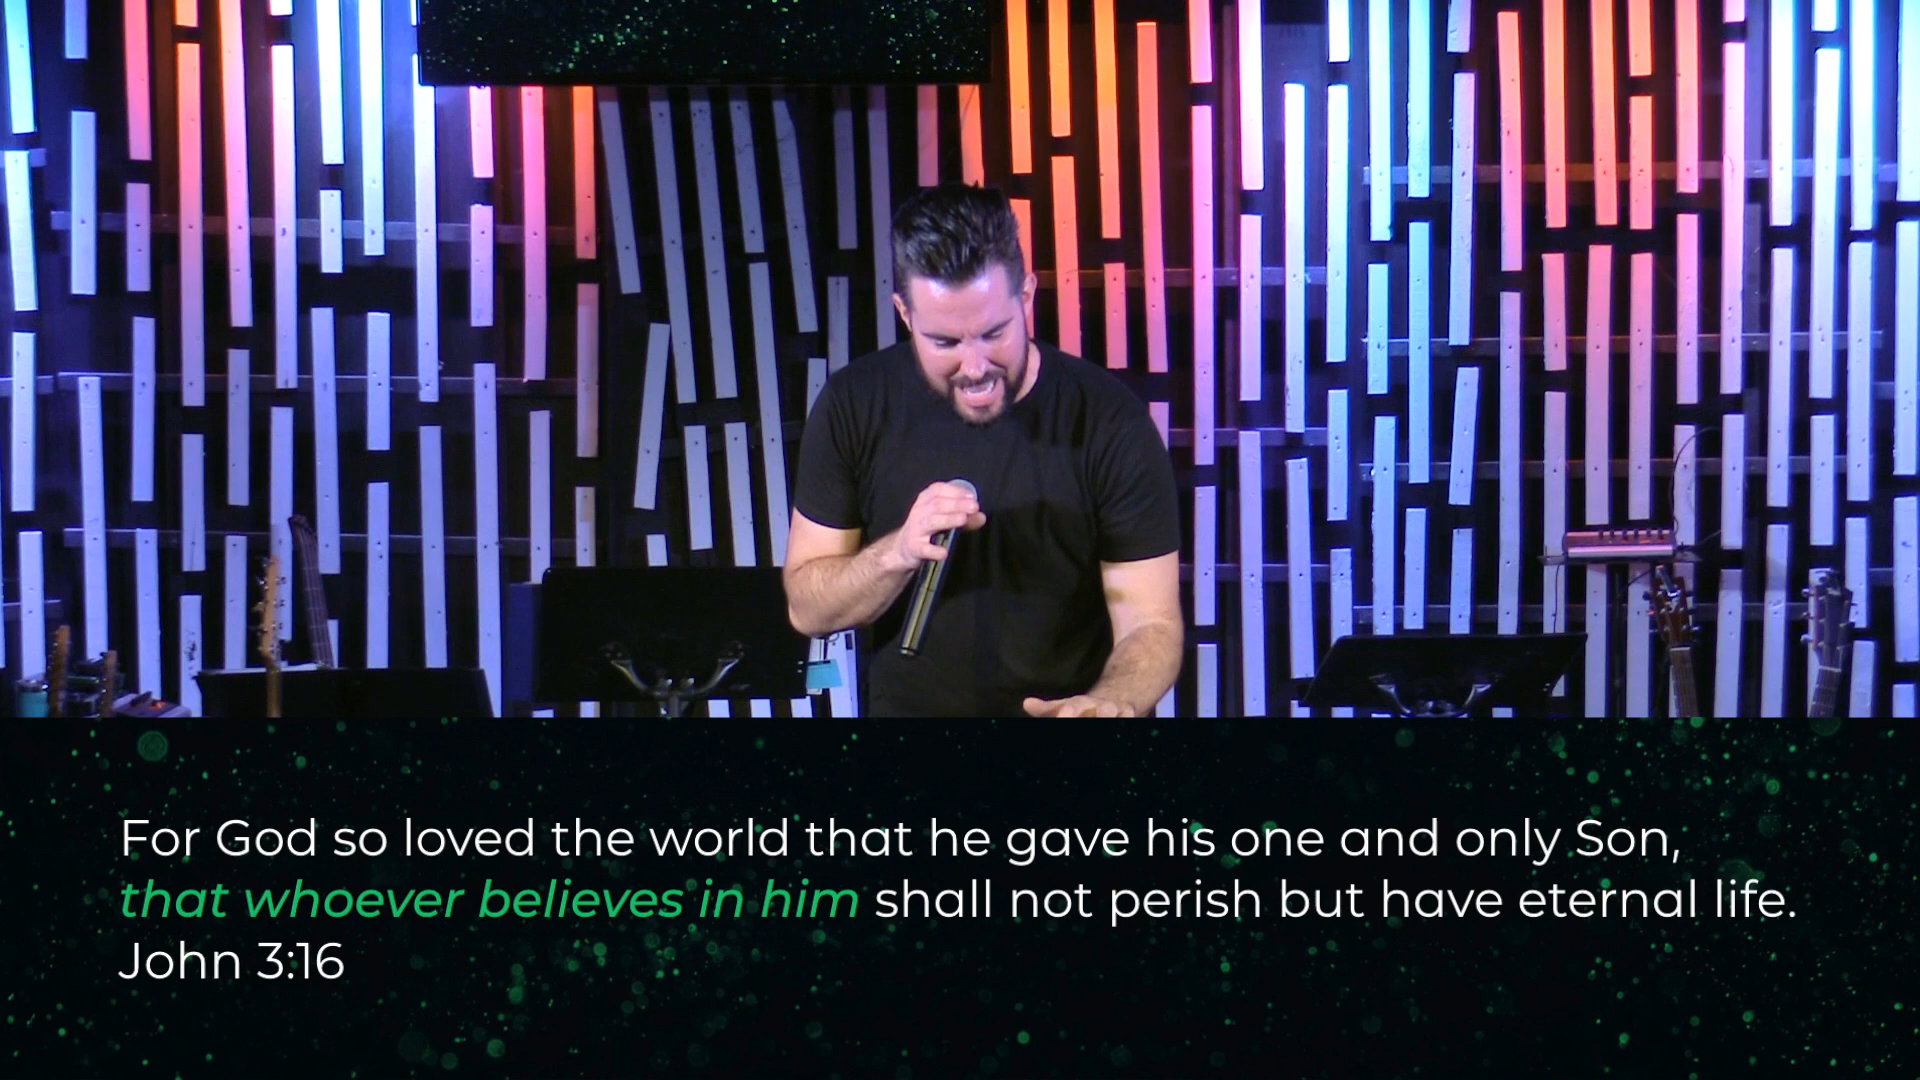 For God so loved the world that he gave his one and only Son,
that whoever believes in him shall not perish but have eternal life.
John 3:16